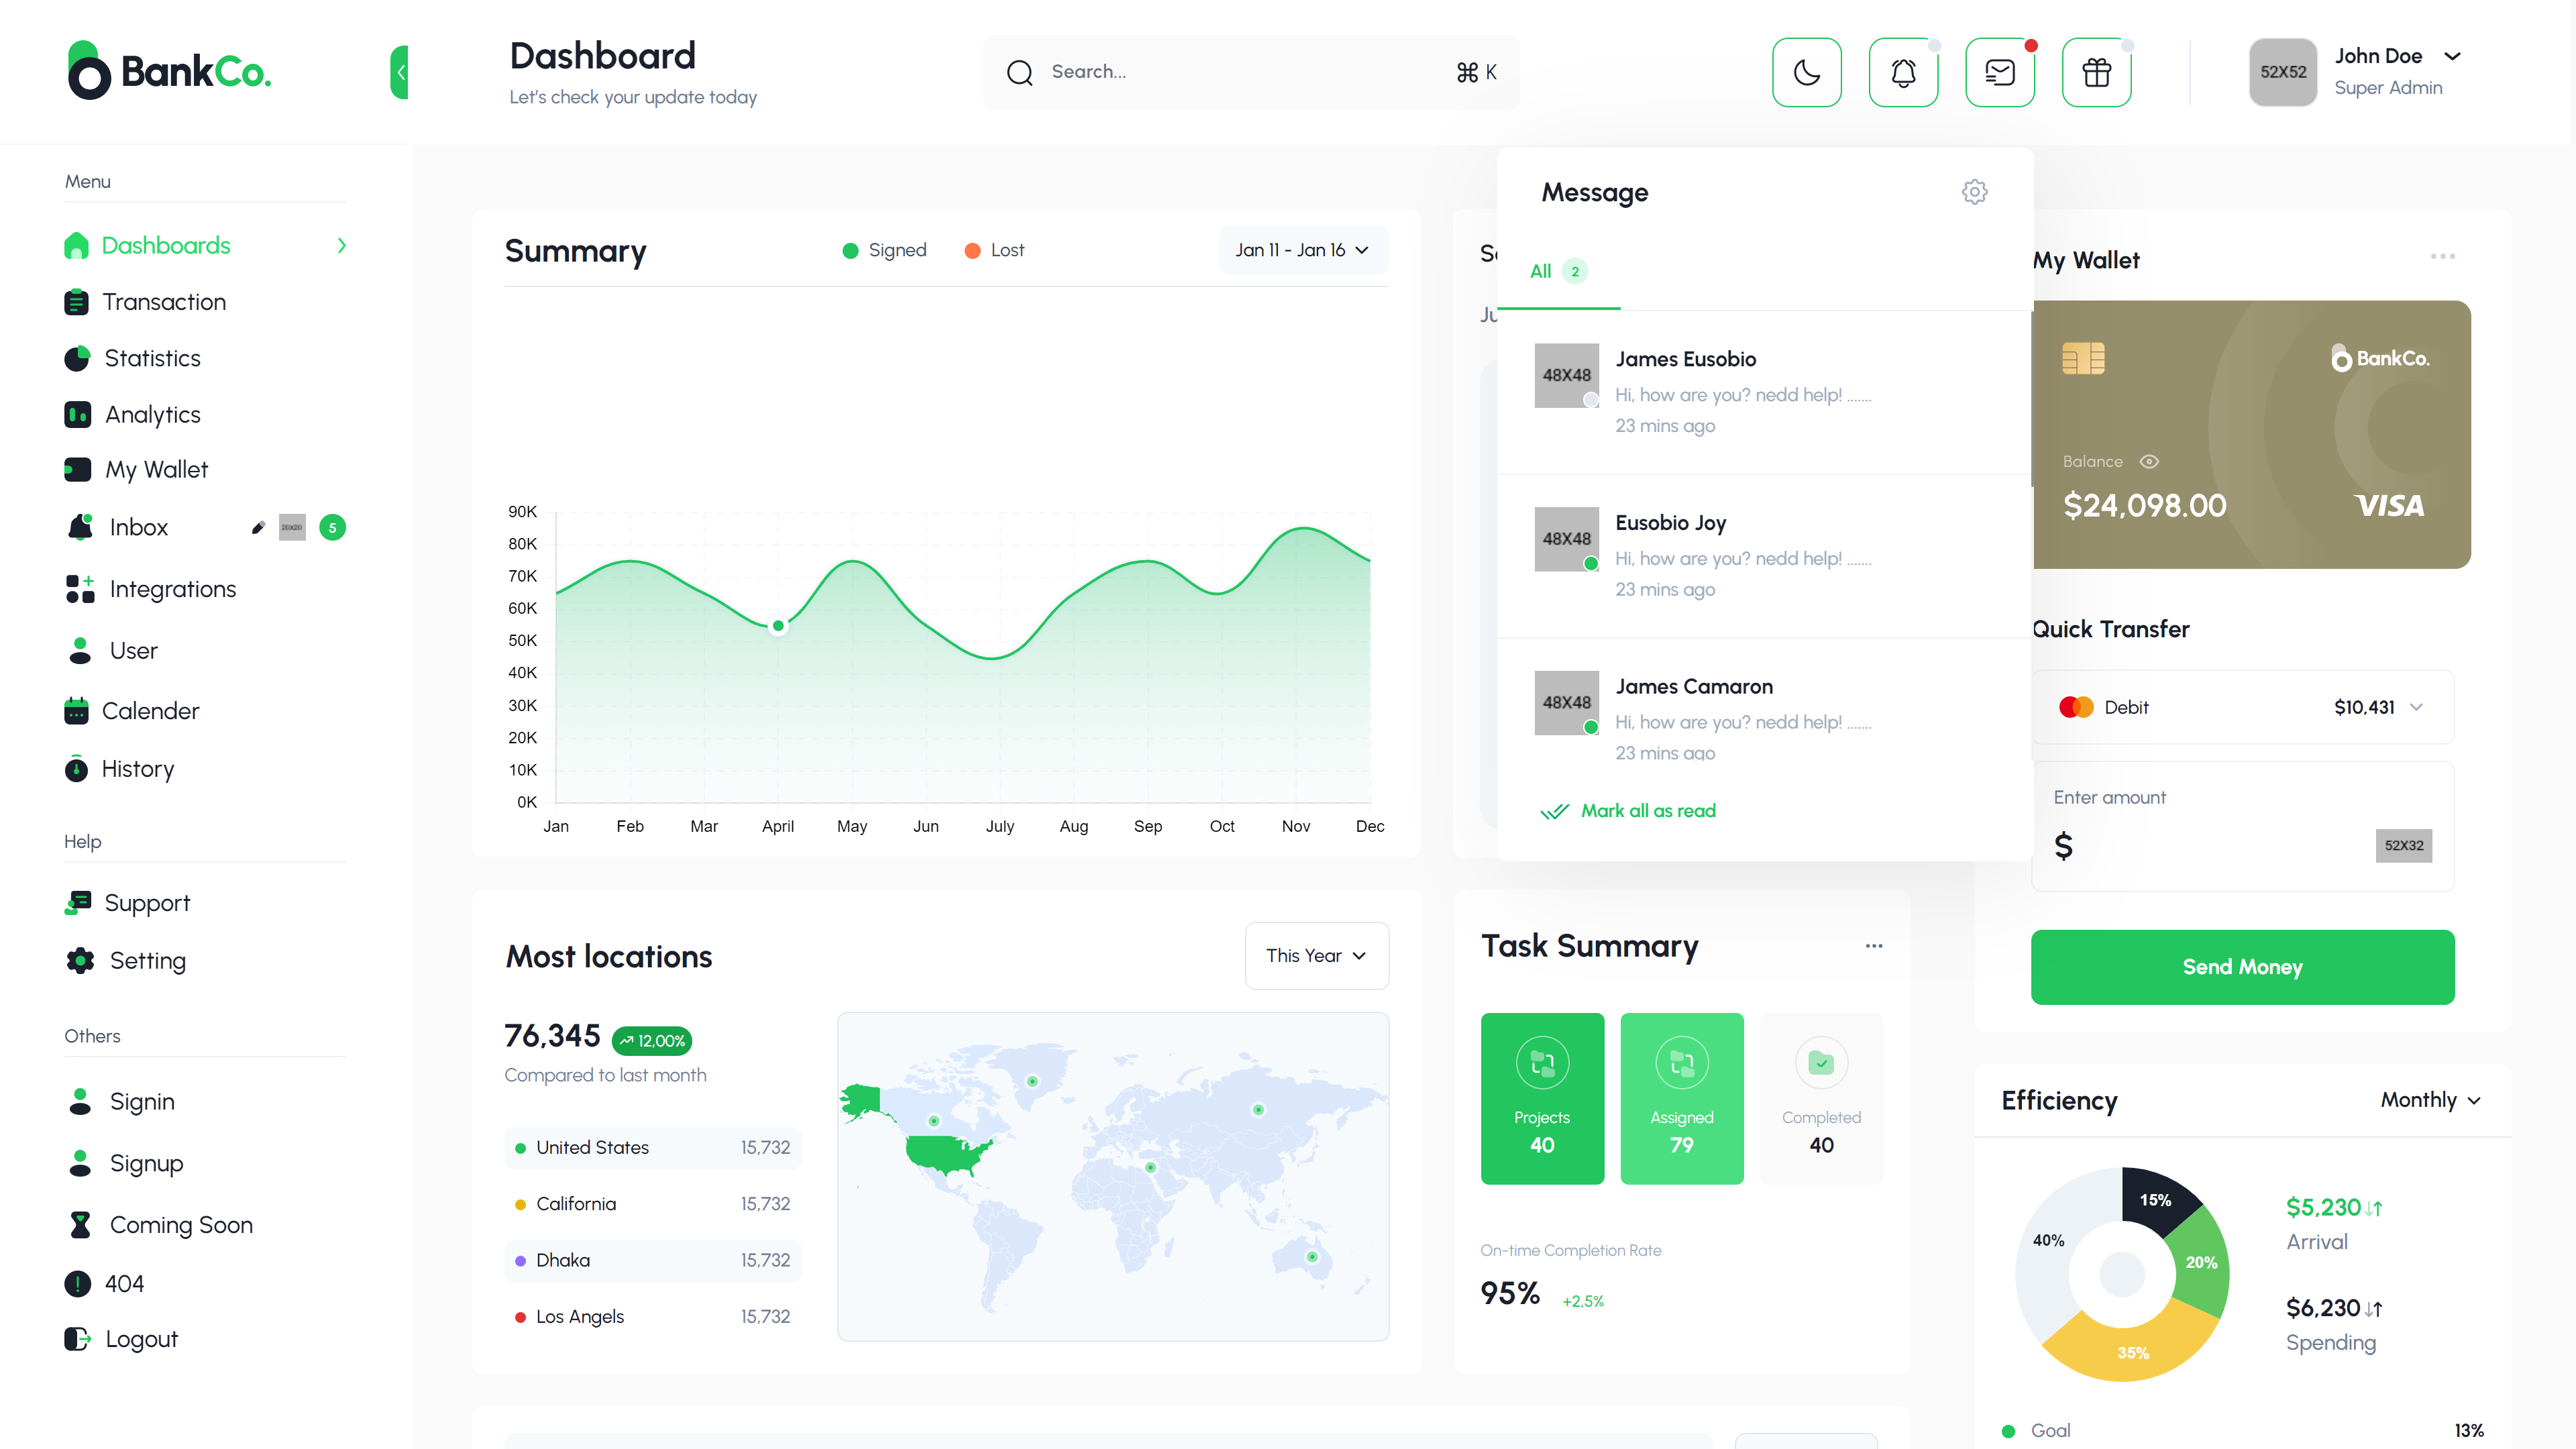 BankCo.
Dashboard
Let's check your update today
Search...
⌘ K
52X52
John Doe
Super Admin
Menu
Dashboards
Transaction
Statistics
Analytics
My Wallet
Inbox
20X20
5
Integrations
User
Calender
History
Help
Support
Setting
Others
Signin
Signup
Coming Soon
404
Logout
Summary
Signed
Lost
Jan 11 - Jan 16
90K
80K
70K
60K
50K
40K
30K
20K
10K
0K
Jan Feb Mar April May Jun July Aug Sep Oct Nov Dec
Message
All 2
48X48
James Eusobio
Hi, how are you? nedd help! .......
23 mins ago
48X48
Eusobio Joy
Hi, how are you? nedd help! .......
23 mins ago
48X48
James Camaron
Hi, how are you? nedd help! .......
23 mins ago
Mark all as read
My Wallet
BankCo.
Balance
$24,098.00
VISA
Quick Transfer
Debit
$10,431
Enter amount
$
52X32
Send Money
Most locations
This Year
76,345
12,00%
Compared to last month
United States 15,732
California 15,732
Dhaka 15,732
Los Angels 15,732
Task Summary
Projects
40
Assigned
79
Completed
40
On-time Completion Rate
95%
+2,5%
Efficiency
Monthly
15%
20%
35%
40%
$5,230
Arrival
$6,230
Spending
Goal
13%